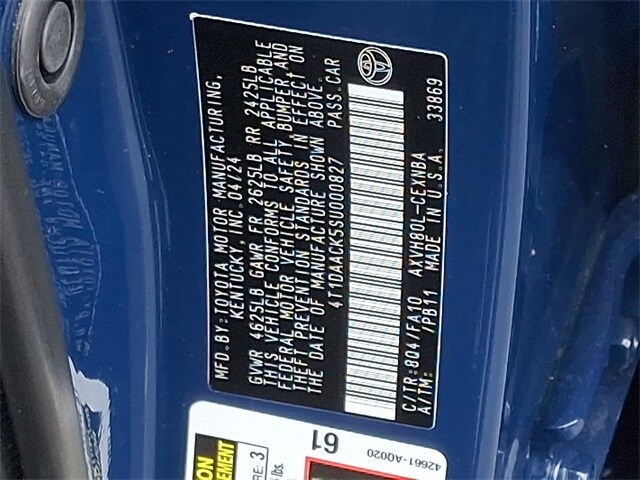 MFD.BY:TOYOTA MOTOR MANUFACTURING,
KENTUCKY, INC. 04/24
GVWR 4625LB GAWR FR 2625LB RR 2425LB
THIS VEHICLE CONFORMS TO ALL APPLICABLE
FEDERAL MOTOR VEHICLE SAFETY BUMPER, AND
THEFT PREVENTION STANDARDS IN EFFECT ON
THE DATE OF MANUFACTURE SHOWN ABOVE.
4T1DAACK5SU000827 PASS.CAR
C/TR:8Q47FA10 AXVH80L-CEXNBA 33869
A/TM: /PB11 MADE IN U.S.A.
61
42661-A0020